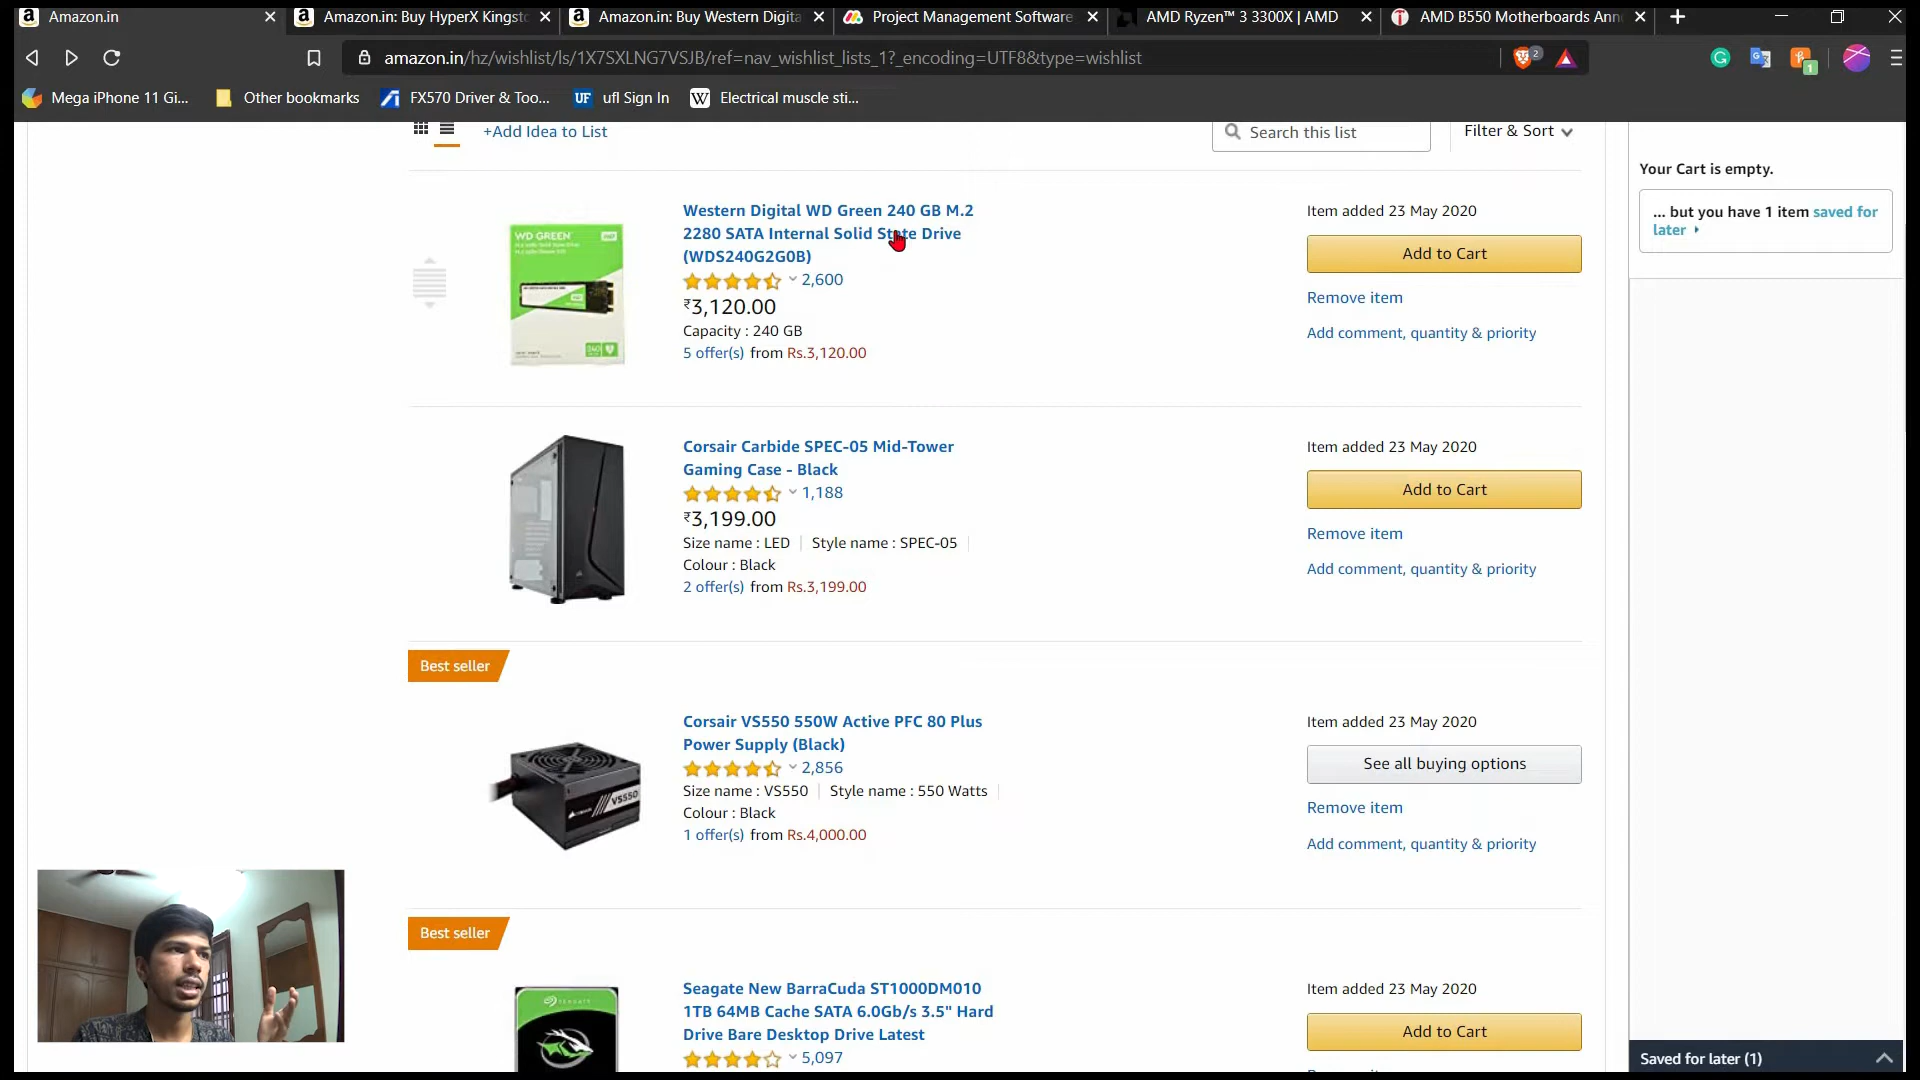 Amazon.in
Amazon.in: Buy HyperX Kingsto
Amazon.in: Buy Western Digita
Project Management Software
AMD Ryzen™ 3 3300X | AMD
AMD B550 Motherboards Ann
amazon.in/hz/wishlist/ls/1X7SXLNG7VSJB/ref=nav_wishlist_lists_1?_encoding=UTF8&type=wishlist
2
1
Mega iPhone 11 Gi...
Other bookmarks
FX570 Driver & Too...
UF ufl Sign In
W Electrical muscle sti...
+Add Idea to List
Search this list
Filter & Sort
Your Cart is empty.
... but you have 1 item saved for
later
WD GREEN
Western Digital WD Green 240 GB M.2
2280 SATA Internal Solid State Drive
(WDS240G2G0B)
2,600
₹3,120.00
Capacity : 240 GB
5 offer(s) from Rs.3,120.00
Item added 23 May 2020
Add to Cart
Remove item
Add comment, quantity & priority
Corsair Carbide SPEC-05 Mid-Tower
Gaming Case - Black
1,188
₹3,199.00
Size name : LED
Style name : SPEC-05
Colour : Black
2 offer(s) from Rs.3,199.00
Item added 23 May 2020
Add to Cart
Remove item
Add comment, quantity & priority
Best seller
VS550
Corsair VS550 550W Active PFC 80 Plus
Power Supply (Black)
2,856
Size name : VS550
Style name : 550 Watts
Colour : Black
1 offer(s) from Rs.4,000.00
Item added 23 May 2020
See all buying options
Remove item
Add comment, quantity & priority
Best seller
SEAGATE
Seagate New BarraCuda ST1000DM010
1TB 64MB Cache SATA 6.0Gb/s 3.5" Hard
Drive Bare Desktop Drive Latest
5,097
Item added 23 May 2020
Add to Cart
Saved for later (1)